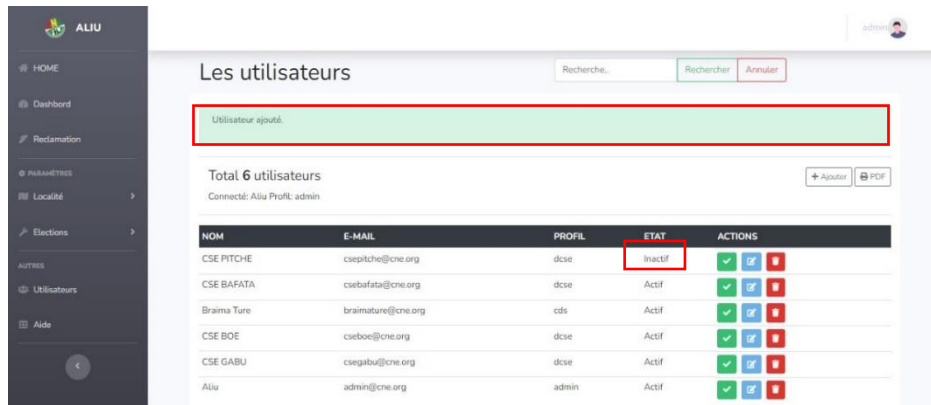 ALIU
admin
HOME
Dashbord
Reclamation
PARAMÈTRES
Localité
Elections
AUTRES
Utilisateurs
Aide
Les utilisateurs
Recherche..
Rechercher Annuler
Utilisateur ajouté.
Total 6 utilisateurs
Connecté: Aliu Profil: admin
+ Ajouter PDF
NOM E-MAIL PROFIL ETAT ACTIONS
CSE PITCHE csepitche@cne.org dcse Inactif
CSE BAFATA csebafata@cne.org dcse Actif
Braima Ture braimature@cne.org cds Actif
CSE BOE cseboe@cne.org dcse Actif
CSE GABU csegabu@cne.org dcse Actif
Aliu admin@cne.org admin Actif